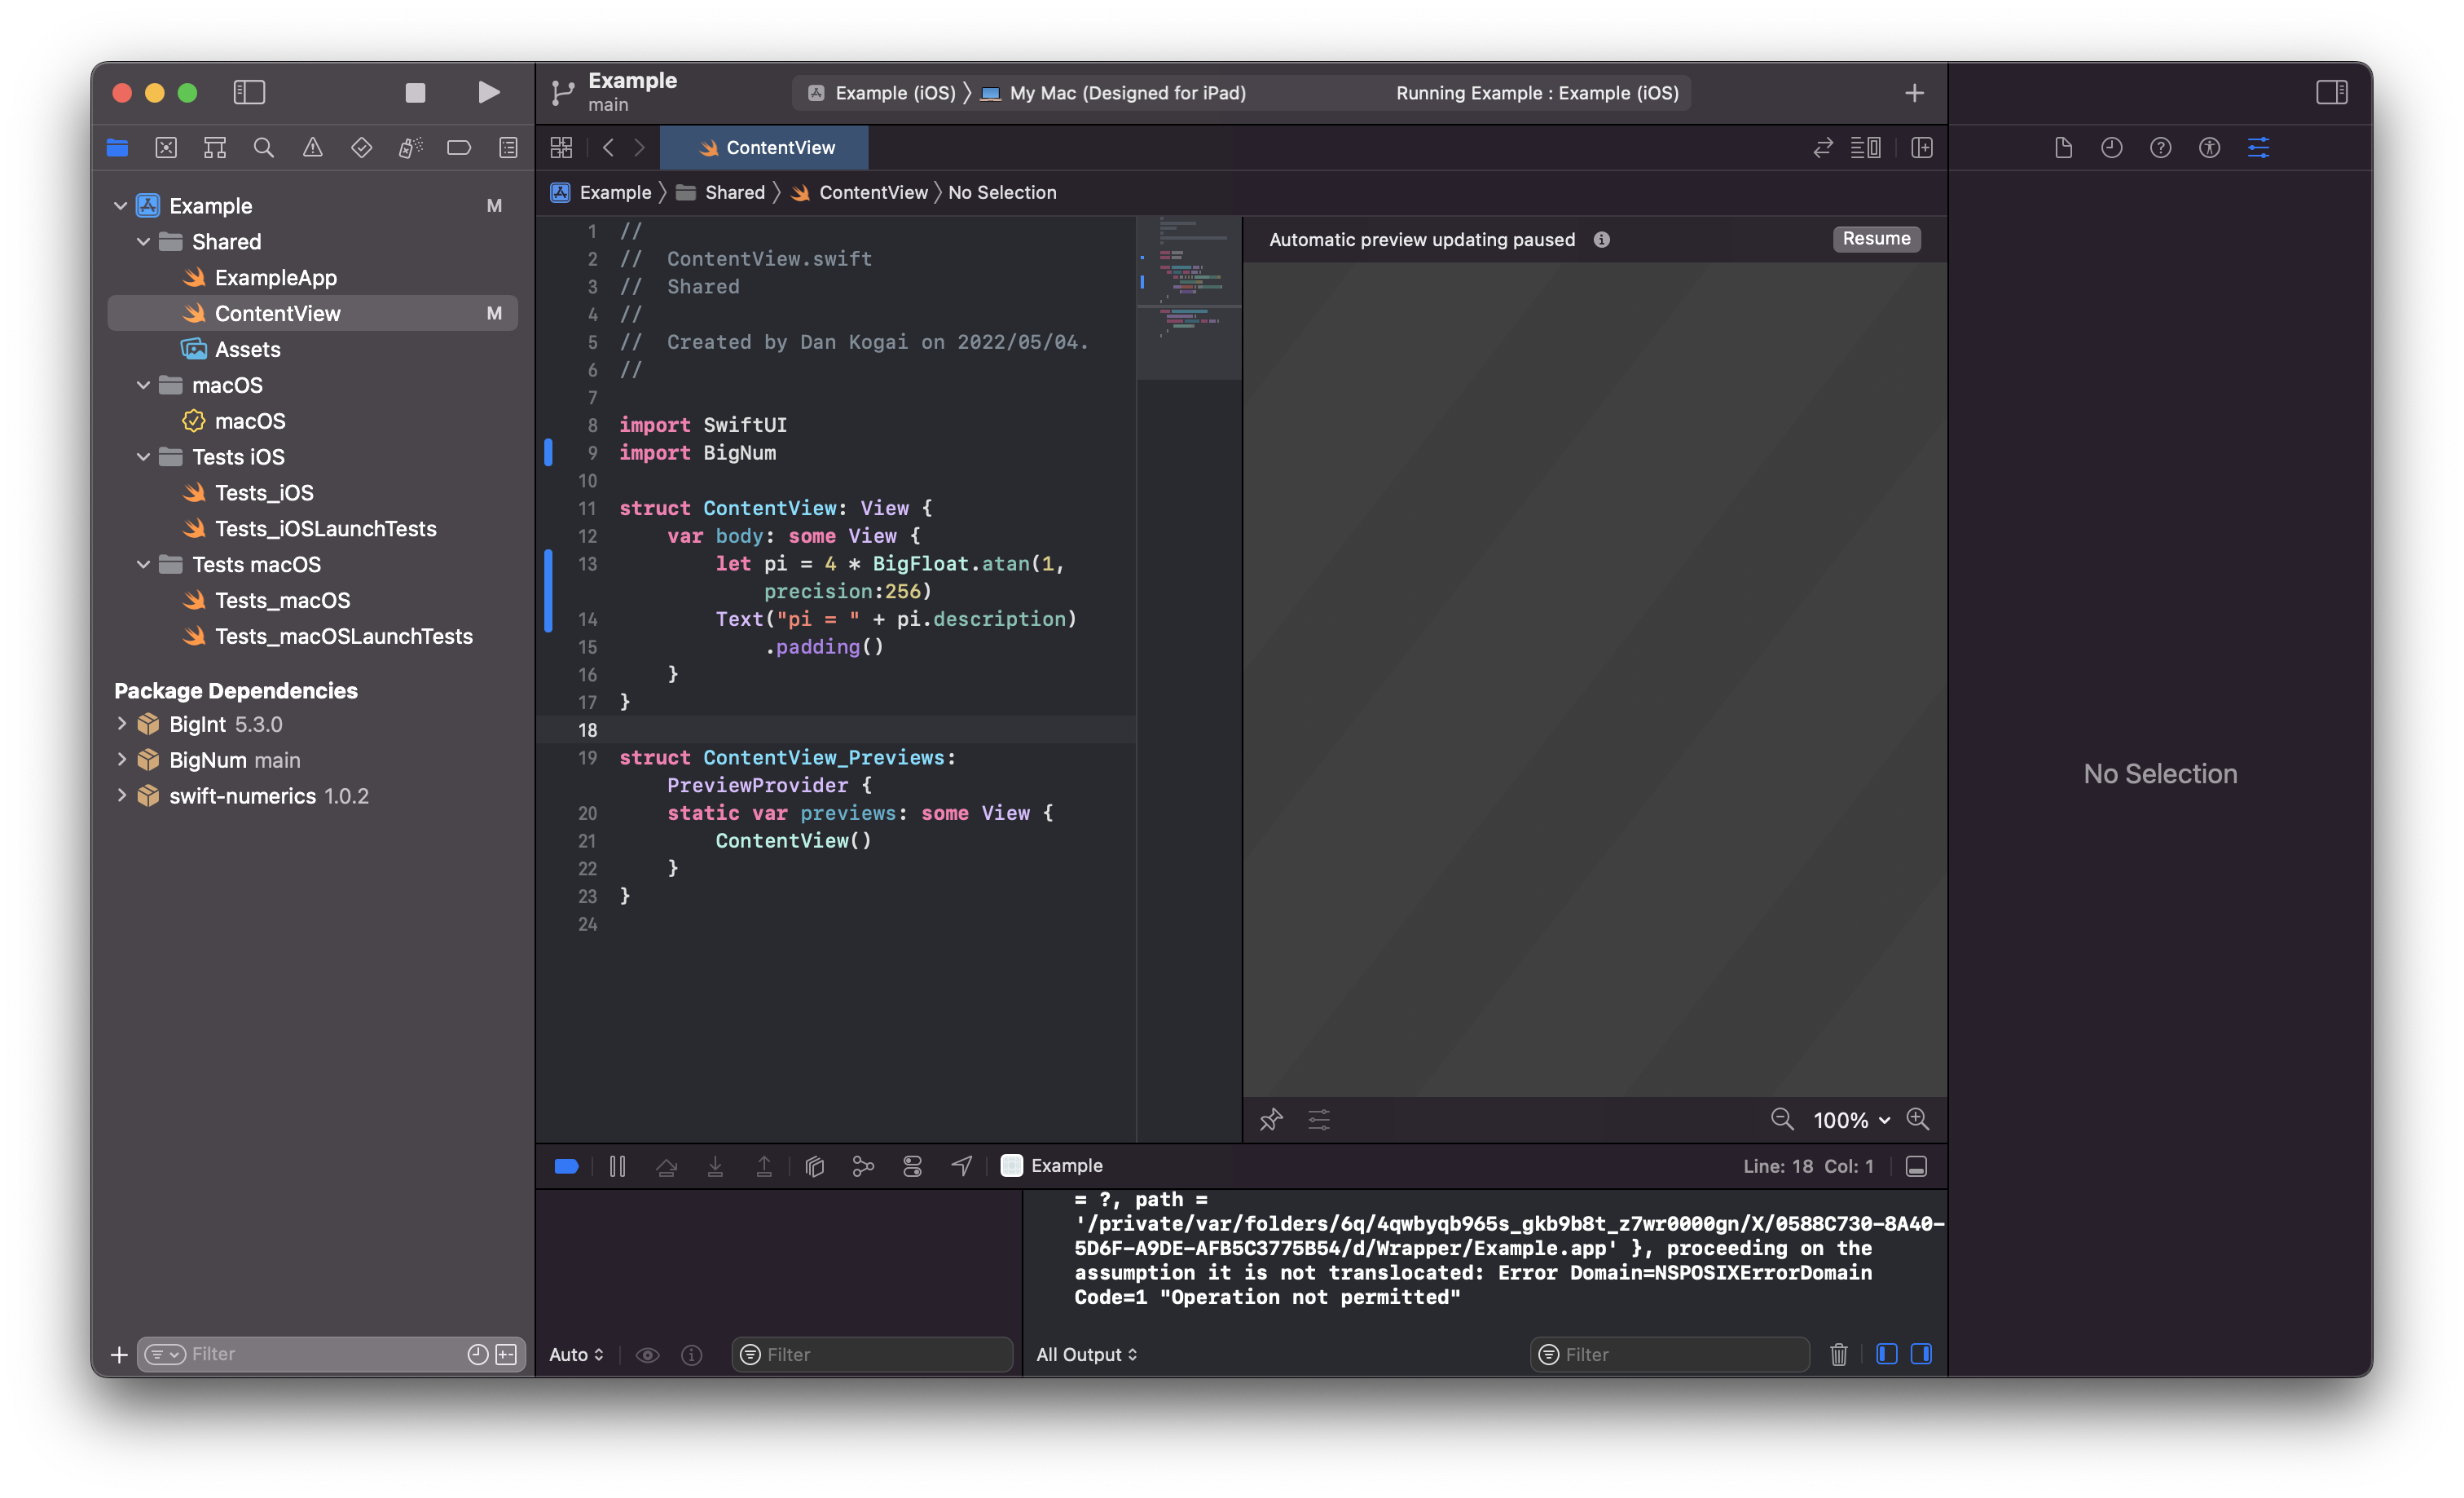 Example
main
Example (iOS) 〉 My Mac (Designed for iPad)
Running Example : Example (iOS)
ContentView
Example 〉 Shared 〉 ContentView 〉 No Selection
Example M
Shared
ExampleApp
ContentView M
Assets
macOS
macOS
Tests iOS
Tests_iOS
Tests_iOSLaunchTests
Tests macOS
Tests_macOS
Tests_macOSLaunchTests
Package Dependencies
BigInt 5.3.0
BigNum main
swift-numerics 1.0.2
Filter
1 //
2 //  ContentView.swift
3 //  Shared
4 //
5 //  Created by Dan Kogai on 2022/05/04.
6 //
7
8 import SwiftUI
9 import BigNum
10
11 struct ContentView: View {
12     var body: some View {
13         let pi = 4 * BigFloat.atan(1,
            precision:256)
14         Text("pi = " + pi.description)
15             .padding()
16     }
17 }
18
19 struct ContentView_Previews:
    PreviewProvider {
20     static var previews: some View {
21         ContentView()
22     }
23 }
24
Automatic preview updating paused
Resume
100%
No Selection
Example
Line: 18 Col: 1
= ?, path =
'/private/var/folders/6q/4qwbyqb965s_gkb9b8t_z7wr0000gn/X/0588C730-8A40-
5D6F-A9DE-AFB5C3775B54/d/Wrapper/Example.app' }, proceeding on the
assumption it is not translocated: Error Domain=NSPOSIXErrorDomain
Code=1 "Operation not permitted"
Auto
Filter
All Output
Filter